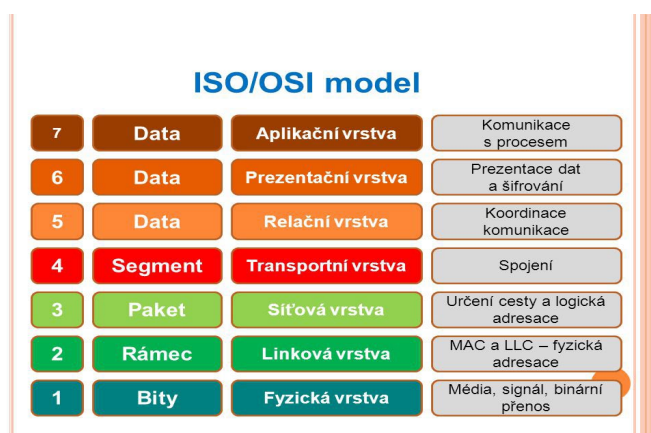 ISO/OSI model
7 Data Aplikační vrstva Komunikace
s procesem
6 Data Prezentační vrstva Prezentace dat
a šifrování
5 Data Relační vrstva Koordinace
komunikace
4 Segment Transportní vrstva Spojení
3 Paket Síťová vrstva Určení cesty a logická
adresace
2 Rámec Linková vrstva MAC a LLC – fyzická
adresace
1 Bity Fyzická vrstva Média, signál, binární
přenos